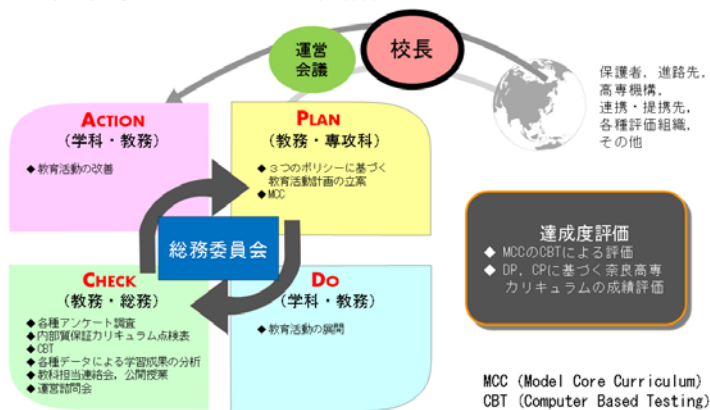 運営
会議
校長
保護者, 進路先,
高専機構,
連携・提携先,
各種評価組織,
その他
ACTION
(学科・教務)
◆教育活動の改善
PLAN
(教務・専攻科)
◆3つのポリシーに基づく
教育活動計画の立案
◆MCC
総務委員会
達成度評価
◆ MCCのCBTによる評価
◆ DP, CPに基づく奈良高専
カリキュラムの成績評価
CHECK
(教務・総務)
◆各種アンケート調査
◆内部質保証カリキュラム点検表
◆CBT
◆各種データによる学習成果の分析
◆教科担当連絡会, 公開授業
◆運営諮問会
DO
(学科・教務)
◆教育活動の展開
MCC (Model Core Curriculum)
CBT (Computer Based Testing)